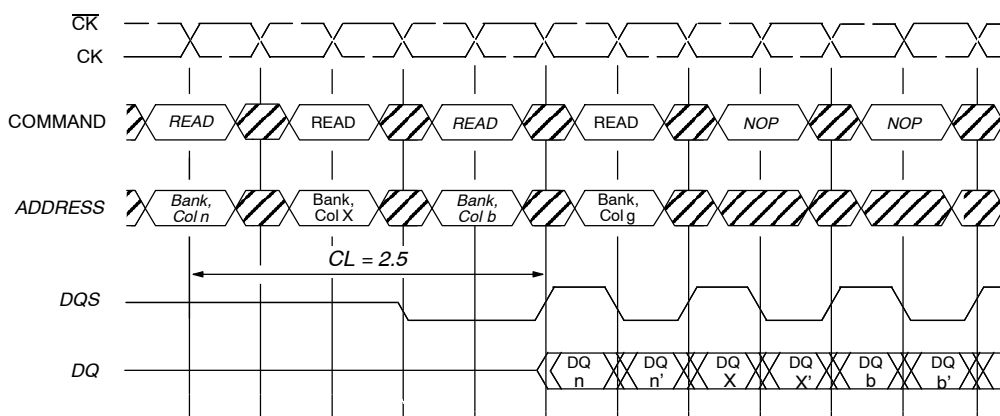 CK
CK
COMMAND READ READ READ READ NOP NOP
ADDRESS Bank, Col n Bank, Col X Bank, Col b Bank, Col g
CL = 2.5
DQS
DQ DQ n DQ n' DQ X DQ X' DQ b DQ b'